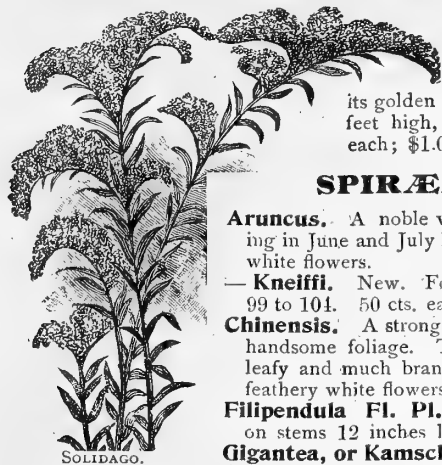 its golden
feet high,
each; $1.0
SPIRÆ
Aruncus. A noble v
ing in June and July
white flowers.
— Kneiffi. New. Fe
99 to 104. 50 cts. ea
Chinensis. A strong
handsome foliage. T
leafy and much bran
feathery white flowers
Filipendula Fl. Pl.
on stems 12 inches l
Gigantea, or Kamsch
SOLIDAGO.